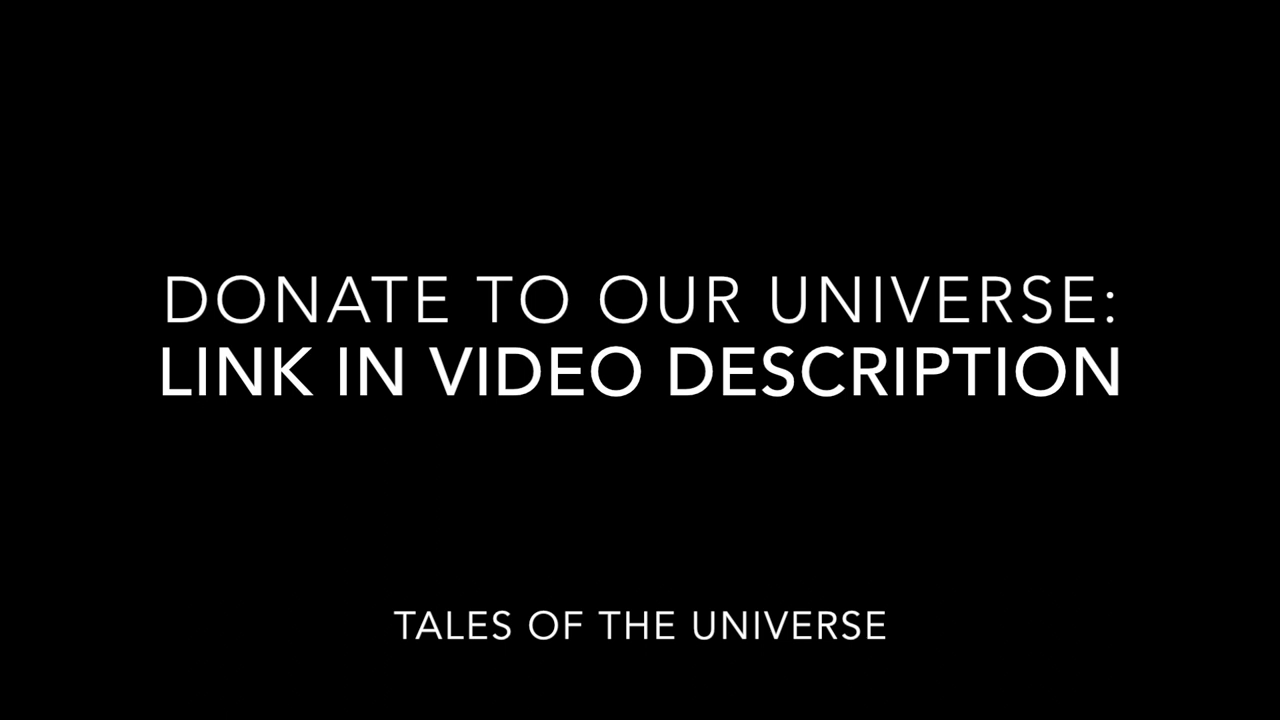 DONATE TO OUR UNIVERSE:
LINK IN VIDEO DESCRIPTION
TALES OF THE UNIVERSE